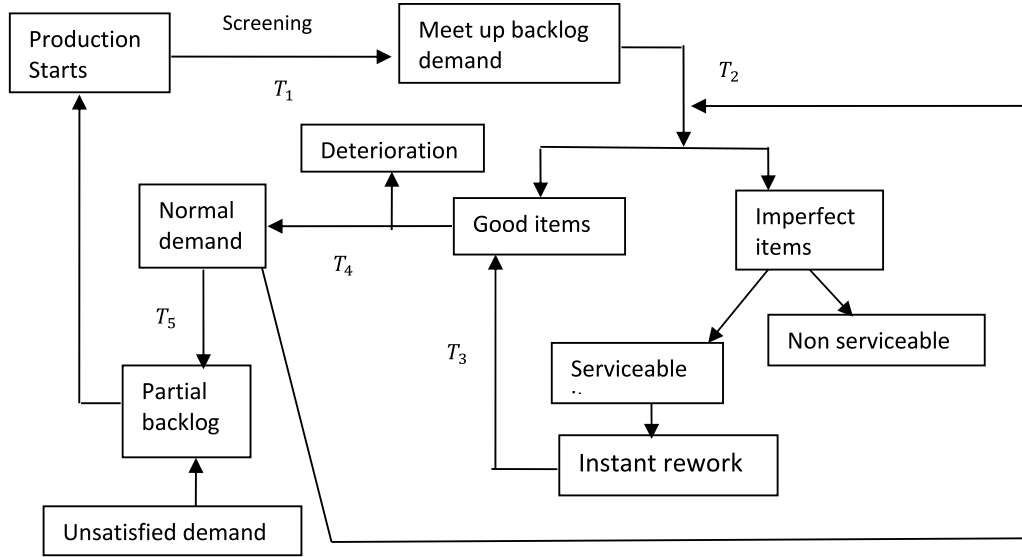 Screening
Production
Starts
Meet up backlog
demand
T₁
T₂
Deterioration
Normal
demand
Good items
Imperfect
items
T₄
T₅
T₃
Non serviceable
Serviceable
Partial
backlog
Instant rework
Unsatisfied demand